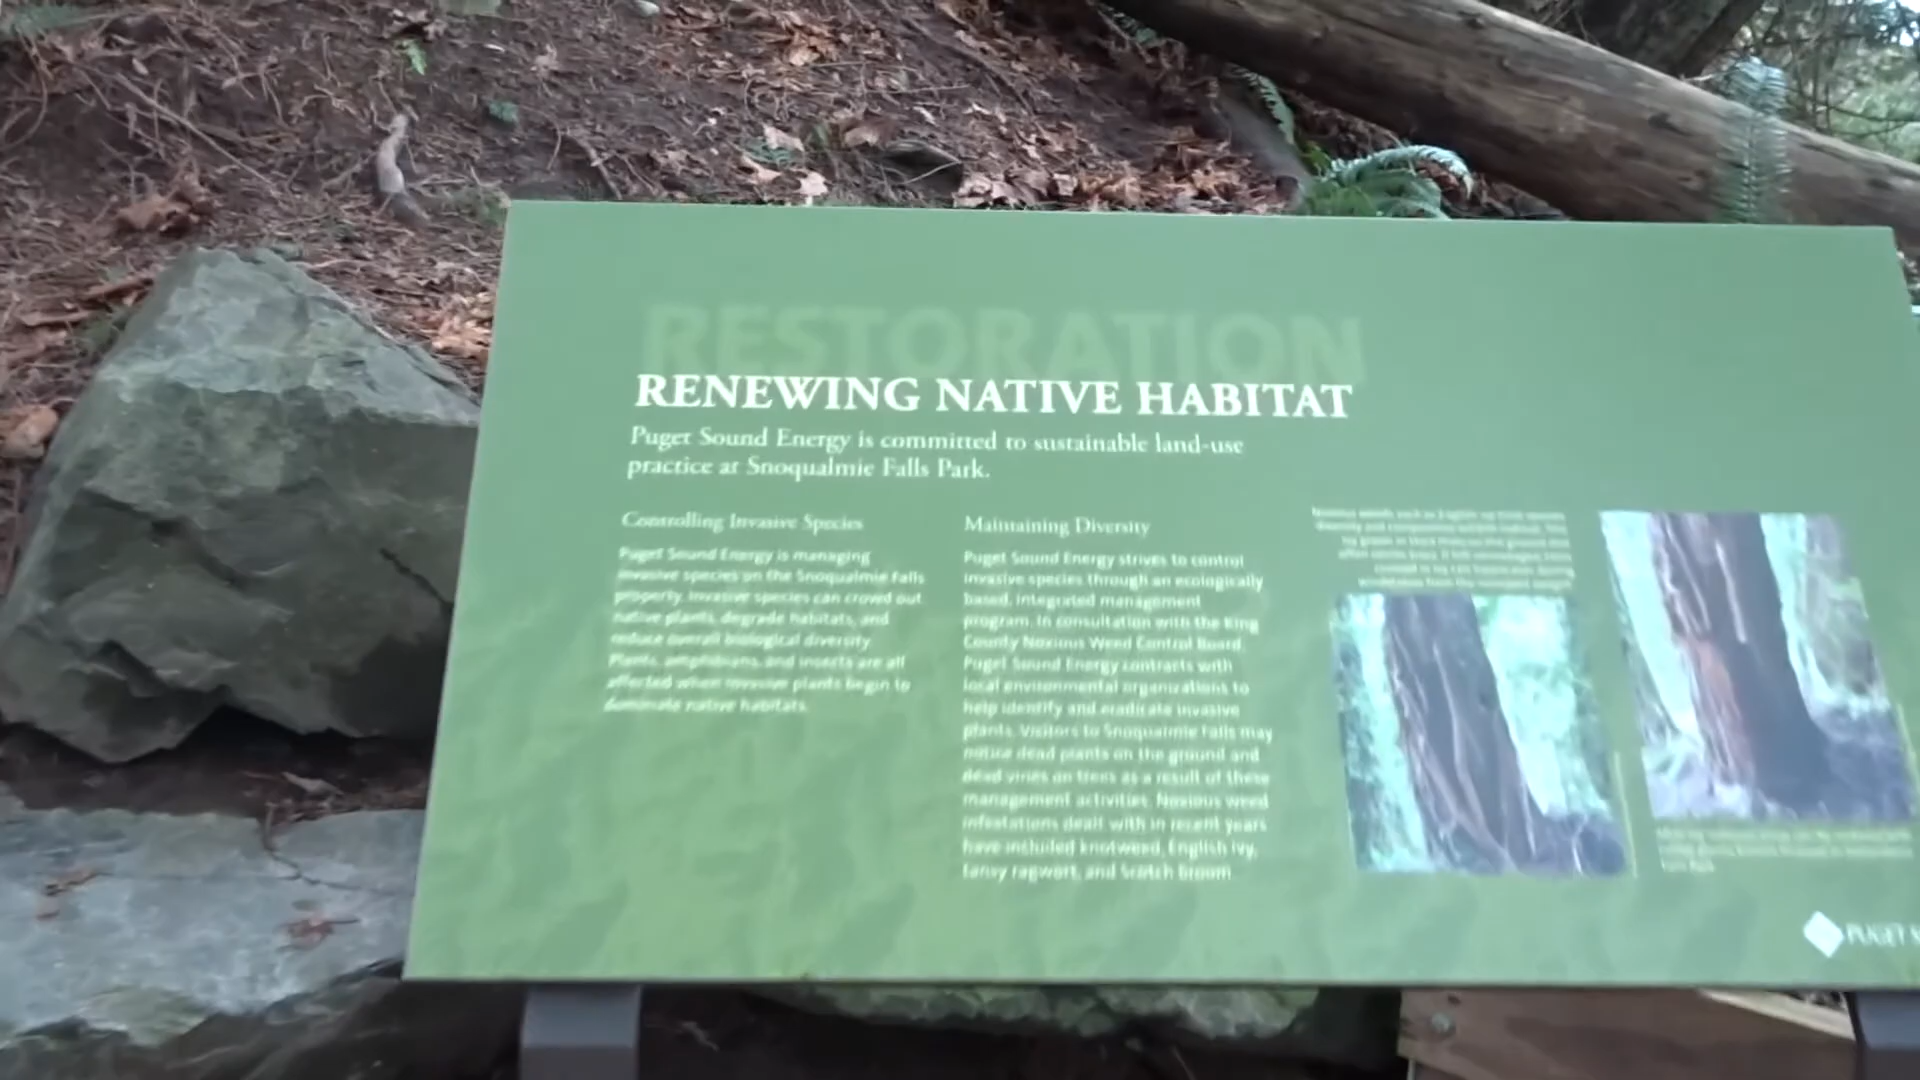 RESTORATION
RENEWING NATIVE HABITAT
Puget Sound Energy is committed to sustainable land-use
practice at Snoqualmie Falls Park.
Controlling Invasive Species
Puget Sound Energy is managing
invasive species on the Snoqualmie Falls
property. Invasive species can crowd out
native plants, degrade habitats, and
reduce overall biological diversity.
Plants, amphibians, and insects are all
affected when invasive plants begin to
dominate native habitats.
Maintaining Diversity
Puget Sound Energy strives to control
invasive species through an ecologically
based, integrated management
program. In consultation with the King
County Noxious Weed Control Board,
Puget Sound Energy contracts with
local environmental organizations to
help identify and eradicate invasive
plants. Visitors to Snoqualmie Falls may
notice dead plants on the ground and
dead vines on trees as a result of these
management activities. Noxious weed
infestations dealt with in recent years
have included knotweed, English ivy,
tansy ragwort, and Scotch broom.
PUGET